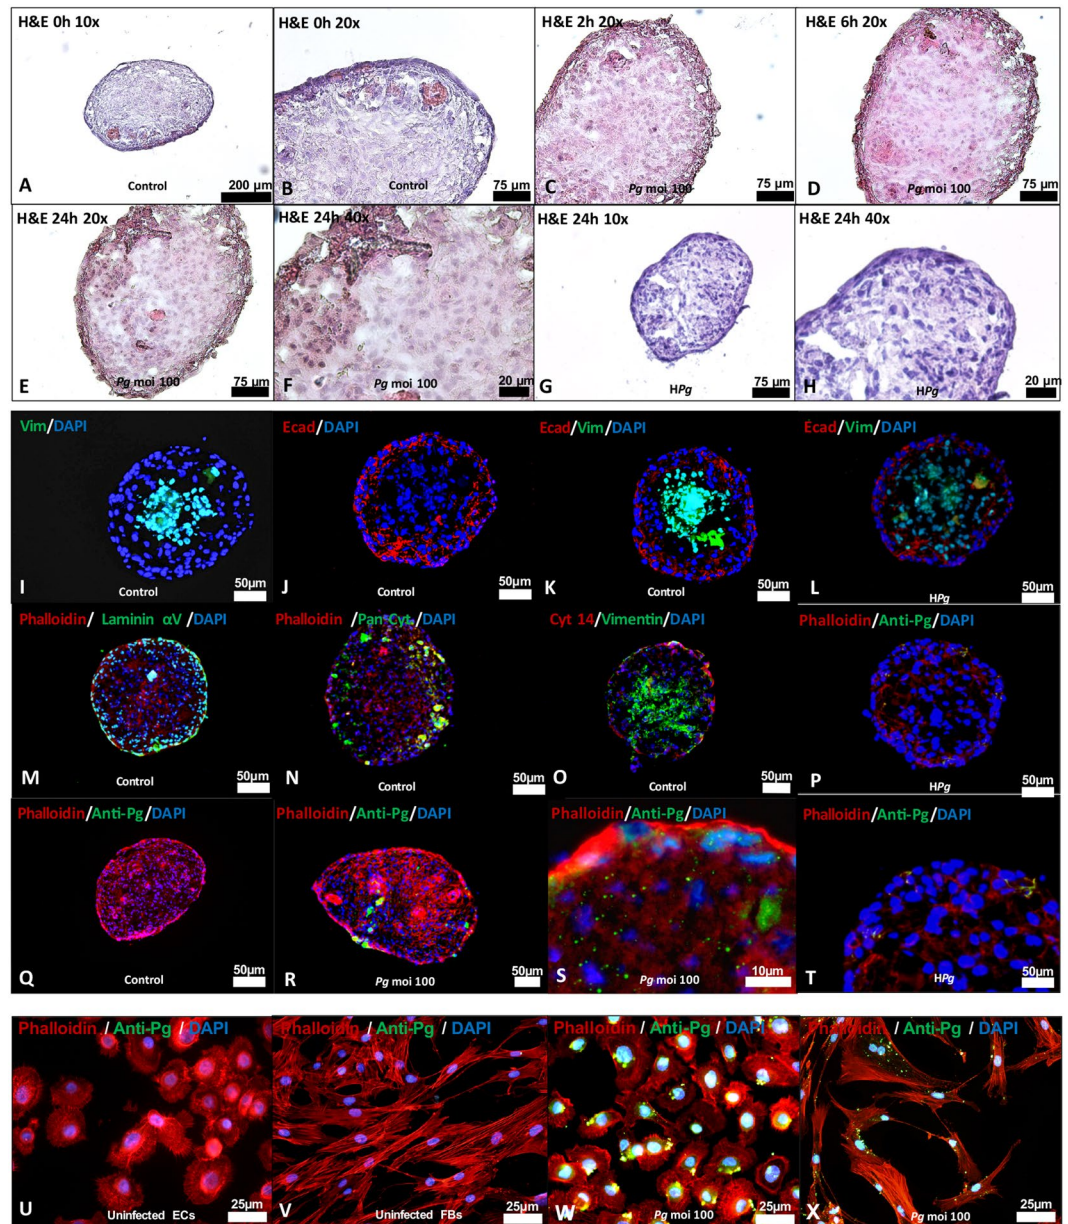 H&E 0h 10x
A
Control
200 μm
H&E 0h 20x
B
Control
75 μm
H&E 2h 20x
C
Pg moi 100
75 μm
H&E 6h 20x
D
Pg moi 100
75 μm
H&E 24h 20x
E
Pg moi 100
75 μm
H&E 24h 40x
F
Pg moi 100
20 μm
H&E 24h 10x
G
HPg
75 μm
H&E 24h 40x
H
HPg
20 μm
Vim/DAPI
I
Control
50μm
Ecad/DAPI
J
Control
50μm
Ecad/Vim/DAPI
K
Control
50μm
Ecad/Vim/DAPI
L
HPg
50μm
Phalloidin/ Laminin αV /DAPI
M
Control
50μm
Phalloidin /Pan Cyt /DAPI
N
Control
50μm
Cyt 14/Vimentin/DAPI
O
Control
50μm
Phalloidin/Anti-Pg/DAPI
P
HPg
50μm
Phalloidin/Anti-Pg/DAPI
Q
Control
50μm
Phalloidin/Anti-Pg/DAPI
R
Pg moi 100
50μm
Phalloidin/Anti-Pg/DAPI
S
Pg moi 100
10μm
Phalloidin/Anti-Pg/DAPI
T
HPg
50μm
Phalloidin /Anti-Pg / DAPI
U
Uninfected ECs
25μm
Phalloidin / Anti-Pg / DAPI
V
Uninfected FBs
25μm
Phalloidin / Anti-Pg / DAPI
W
Pg moi 100
25μm
Phalloidin / Anti-Pg / DAPI
X
Pg moi 100
25μm